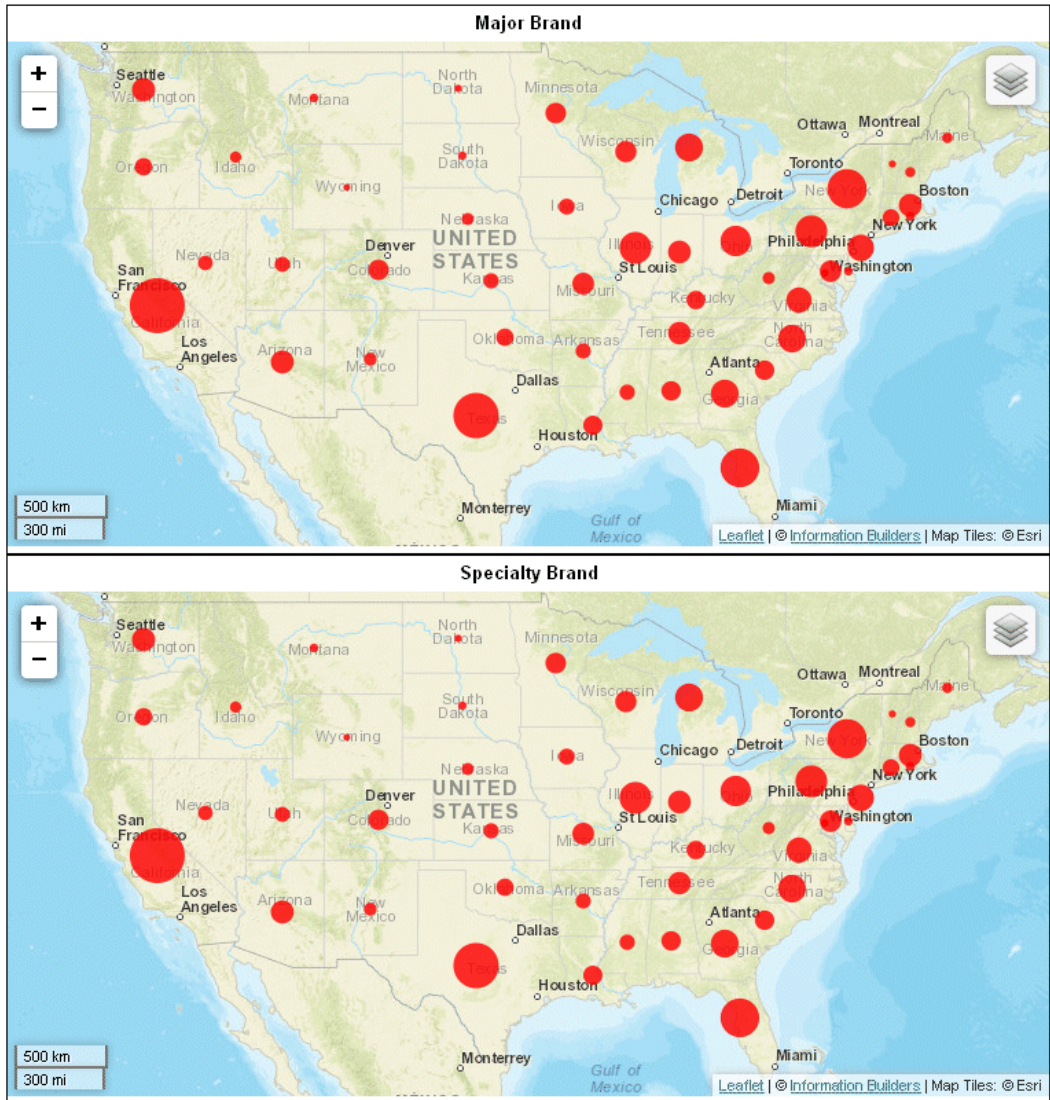 Major Brand
+
−
Seattle
Washington
Montana
North
Dakota
Minnesota
Ottawa
Montreal
Maine
Oregon
Idaho
South
Dakota
Wisconsin
Toronto
Wyoming
New York
Boston
Chicago
Detroit
Iowa
Nebraska
New York
Denver
UNITED
STATES
Illinois
Ohio
Philadelphia
San
Francisco
Nevada
Utah
Colorado
Kansas
St Louis
Missouri
Washington
California
Kentucky
Virginia
Los
Angeles
Arizona
New
Mexico
Oklahoma
Arkansas
Tennessee
North
Carolina
Atlanta
Dallas
Georgia
Texas
Houston
500 km
300 mi
Monterrey
Gulf of
Mexico
Miami
Leaflet | © Information Builders | Map Tiles: © Esri
Specialty Brand
+
−
Seattle
Washington
Montana
North
Dakota
Minnesota
Ottawa
Montreal
Maine
Oregon
Idaho
South
Dakota
Wisconsin
Toronto
Wyoming
New York
Boston
Chicago
Detroit
Iowa
Nebraska
New York
Denver
UNITED
STATES
Illinois
Ohio
Philadelphia
San
Francisco
Nevada
Utah
Colorado
Kansas
St Louis
Missouri
Washington
California
Kentucky
Virginia
Los
Angeles
Arizona
New
Mexico
Oklahoma
Arkansas
Tennessee
North
Carolina
Atlanta
Dallas
Georgia
Texas
Houston
500 km
300 mi
Monterrey
Gulf of
Mexico
Miami
Leaflet | © Information Builders | Map Tiles: © Esri